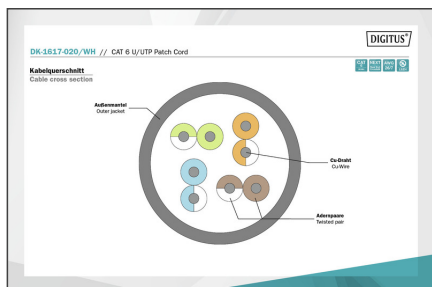 DIGITUS®
DK-1617-020/WH // CAT 6 U/UTP Patch Cord
Kabelquerschnitt
Cable cross section
Außenmantel
Outer jacket
Cu-Draht
Cu-Wire
Adernpaare
Twisted pair